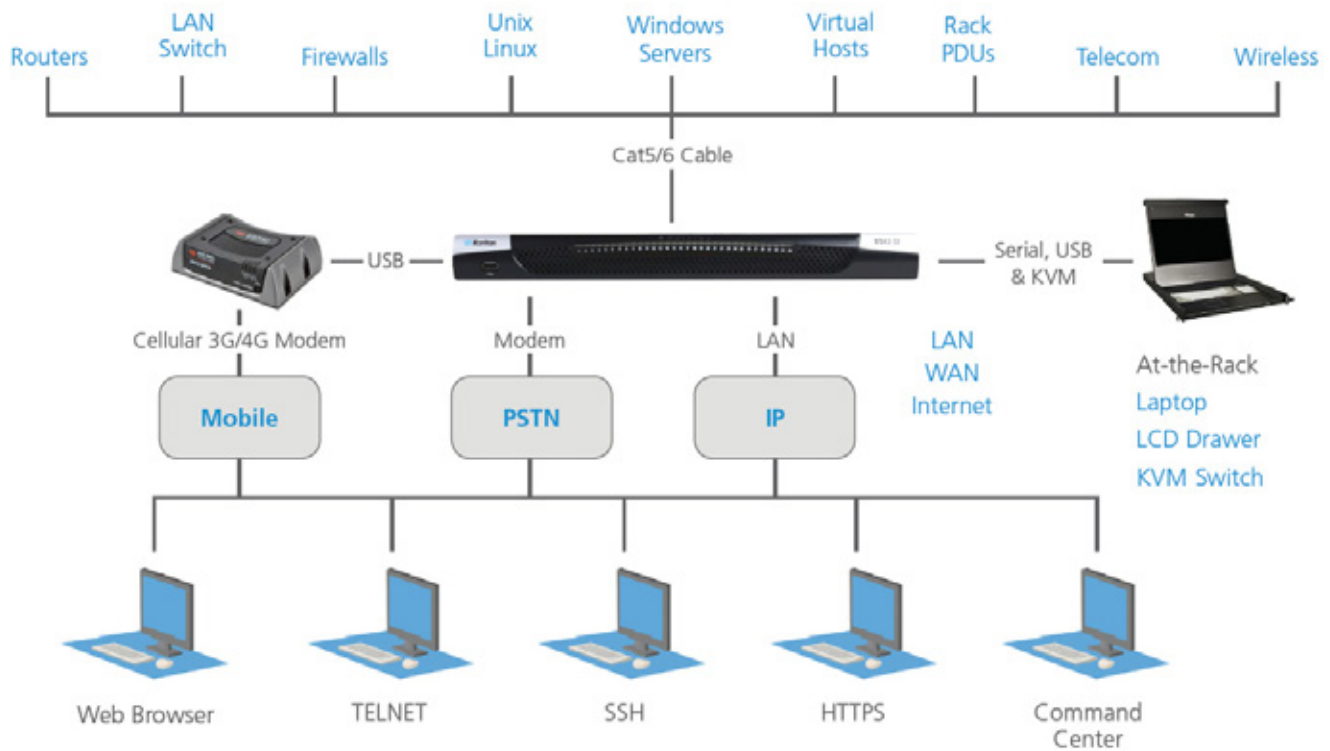 Routers
LAN
Switch
Firewalls
Unix
Linux
Windows
Servers
Virtual
Hosts
Rack
PDUs
Telecom
Wireless
Cat5/6 Cable
USB
Raritan
Serial, USB
& KVM
Cellular 3G/4G Modem
Modem
LAN
LAN
WAN
Internet
At-the-Rack
Laptop
LCD Drawer
KVM Switch
Mobile
PSTN
IP
Web Browser
TELNET
SSH
HTTPS
Command
Center